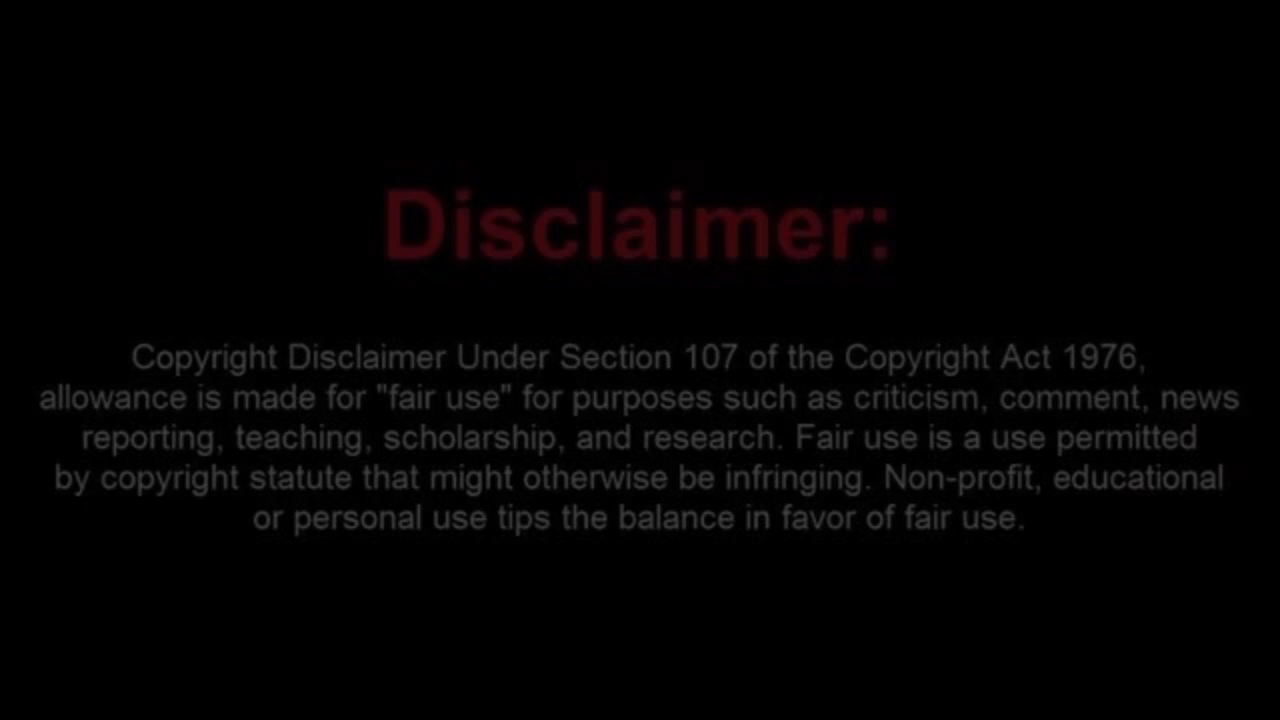 Disclaimer:
Copyright Disclaimer Under Section 107 of the Copyright Act 1976,
allowance is made for "fair use" for purposes such as criticism, comment, news
reporting, teaching, scholarship, and research. Fair use is a use permitted
by copyright statute that might otherwise be infringing. Non-profit, educational
or personal use tips the balance in favor of fair use.